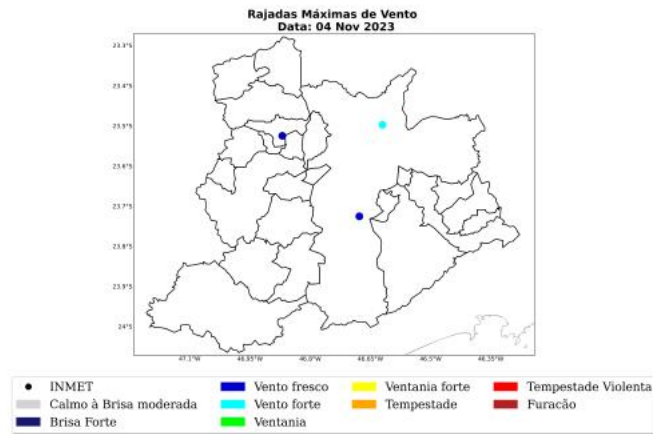 Rajadas Máximas de Vento
Data: 04 Nov 2023
23.3°S
23.4°S
23.5°S
23.6°S
23.7°S
23.8°S
23.9°S
24°S
47.1°W
46.95°W
46.8°W
46.65°W
46.5°W
46.35°W
INMET
Calmo à Brisa moderada
Brisa Forte
Vento fresco
Vento forte
Ventania
Ventania forte
Tempestade
Tempestade Violenta
Furacão